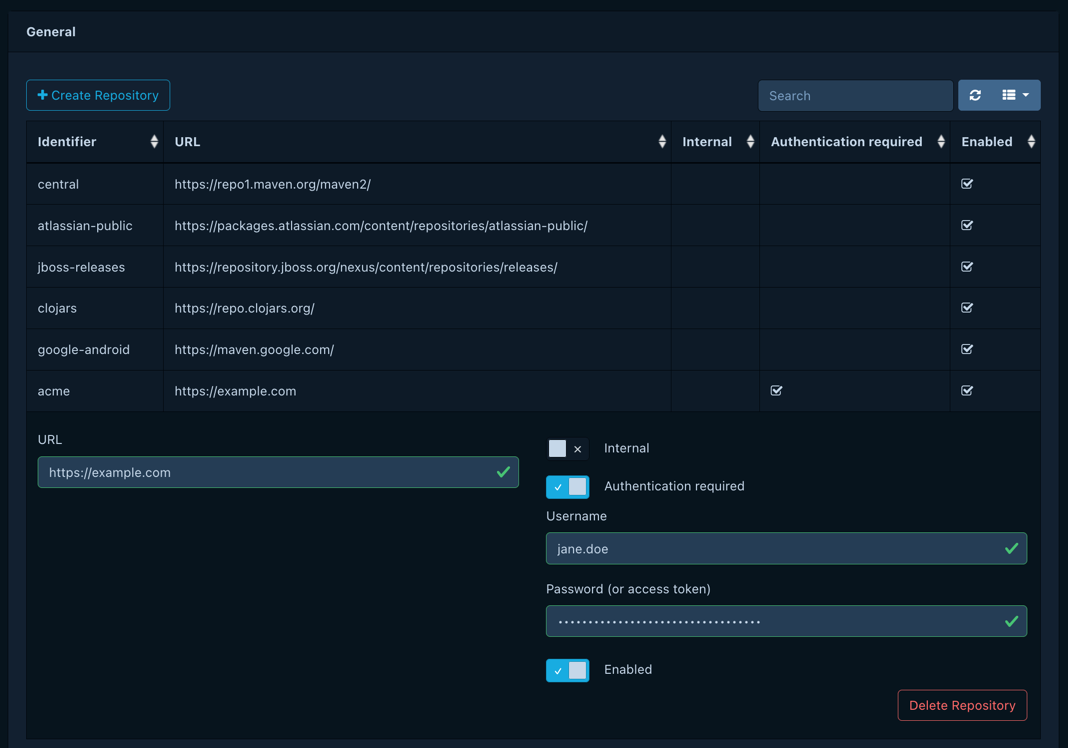 General
Create Repository
Search
Identifier URL Internal Authentication required Enabled
central https://repo1.maven.org/maven2/
atlassian-public https://packages.atlassian.com/content/repositories/atlassian-public/
jboss-releases https://repository.jboss.org/nexus/content/repositories/releases/
clojars https://repo.clojars.org/
google-android https://maven.google.com/
acme https://example.com
URL
https://example.com
Internal
Authentication required
Username
jane.doe
Password (or access token)
••••••••••••••••••••••••••••••••••
Enabled
Delete Repository